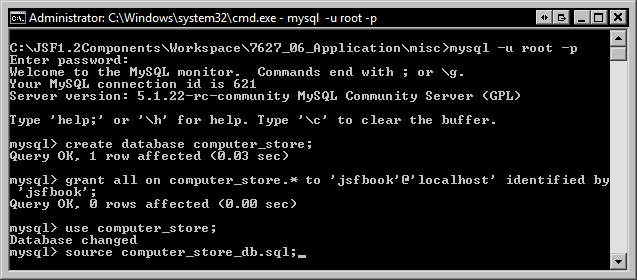 Administrator: C:\Windows\system32\cmd.exe - mysql -u root -p
C:\JSF1.2Components\Workspace\7627_06_Application\misc>mysql -u root -p
Enter password:
Welcome to the MySQL monitor.  Commands end with ; or \g.
Your MySQL connection id is 621
Server version: 5.1.22-rc-community MySQL Community Server (GPL)
Type 'help;' or '\h' for help. Type '\c' to clear the buffer.
mysql> create database computer_store;
Query OK, 1 row affected (0.03 sec)
mysql> grant all on computer_store.* to 'jsfbook'@'localhost' identified by
'jsfbook';
Query OK, 0 rows affected (0.00 sec)
mysql> use computer_store;
Database changed
mysql> source computer_store_db.sql;